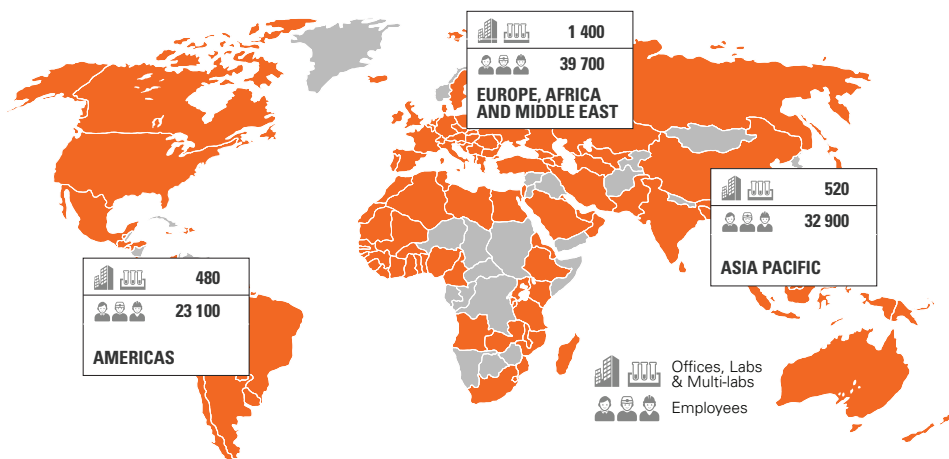 1 400
39 700
EUROPE, AFRICA
AND MIDDLE EAST
520
32 900
ASIA PACIFIC
480
23 100
AMERICAS
Offices, Labs
& Multi-labs
Employees